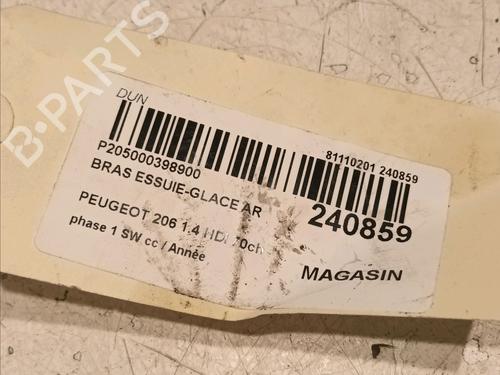 B-PARTS
DUN
P205000398900
81110201 240859
BRAS ESSUIE-GLACE AR
240859
PEUGEOT 206 1.4 HDI 70ch
phase 1 SW cc / Année
MAGASIN